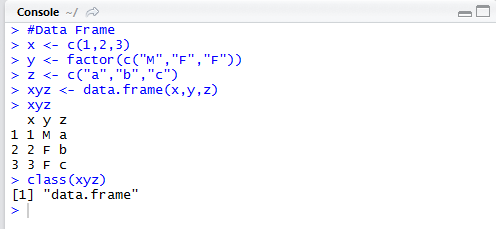 Console ~/
> #Data Frame
> x <- c(1,2,3)
> y <- factor(c("M","F","F"))
> z <- c("a","b","c")
> xyz <- data.frame(x,y,z)
> xyz
  x y z
1 1 M a
2 2 F b
3 3 F c
> class(xyz)
[1] "data.frame"
>